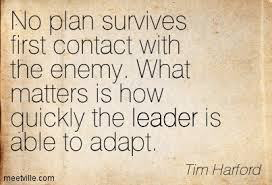 No plan survives
first contact with
the enemy. What
matters is how
quickly the leader is
able to adapt.
Tim Harford
meetville.com